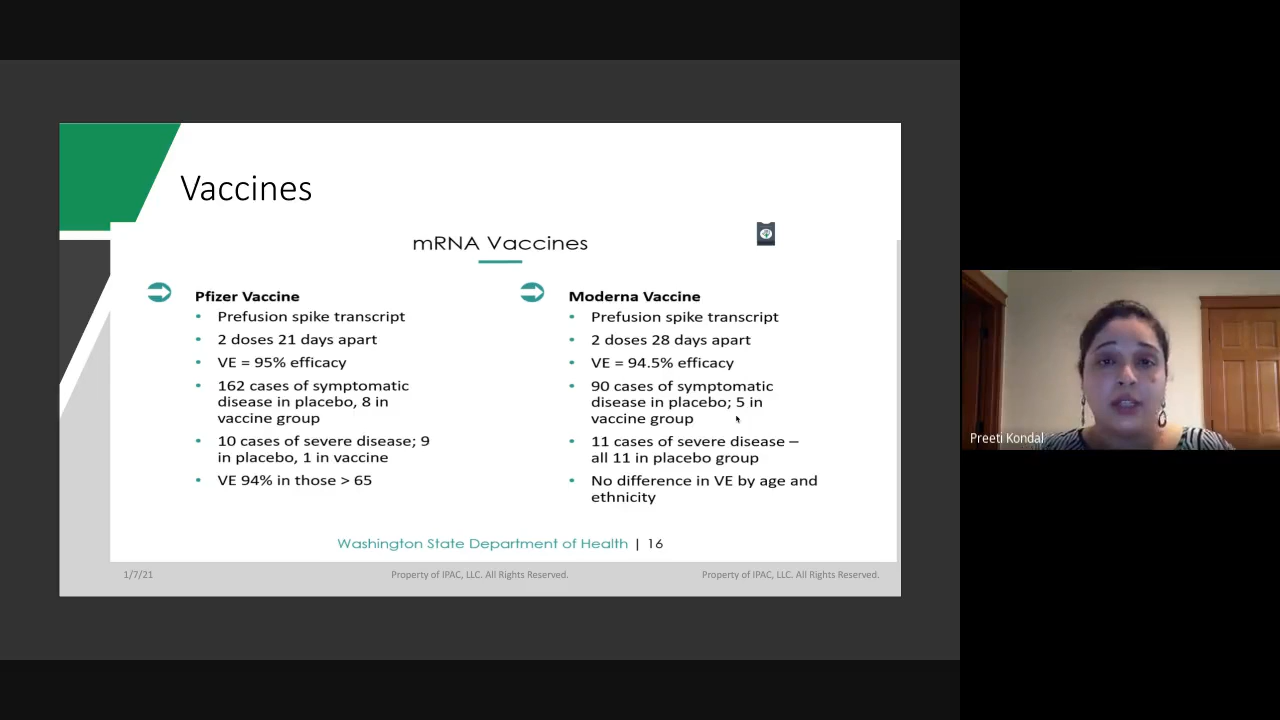 Vaccines
mRNA Vaccines
Pfizer Vaccine
• Prefusion spike transcript
• 2 doses 21 days apart
• VE = 95% efficacy
• 162 cases of symptomatic
disease in placebo, 8 in
vaccine group
• 10 cases of severe disease; 9
in placebo, 1 in vaccine
• VE 94% in those > 65
Moderna Vaccine
• Prefusion spike transcript
• 2 doses 28 days apart
• VE = 94.5% efficacy
• 90 cases of symptomatic
disease in placebo; 5 in
vaccine group
• 11 cases of severe disease –
all 11 in placebo group
• No difference in VE by age and
ethnicity
Washington State Department of Health | 16
1/7/21
Property of IPAC, LLC. All Rights Reserved.
Property of IPAC, LLC. All Rights Reserved.
Preeti Kondal